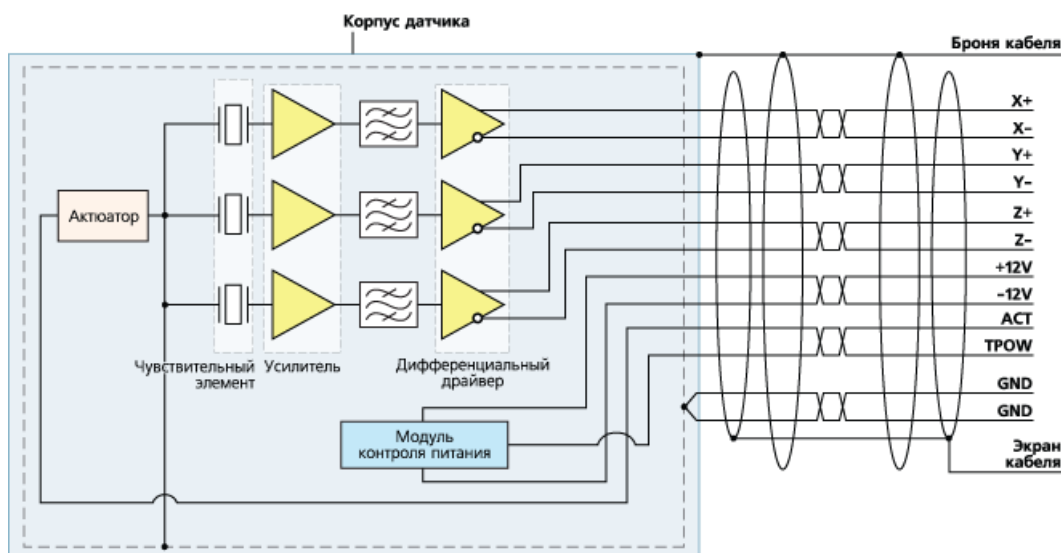 Корпус датчика
Броня кабеля
X+
X–
Y+
Y–
Актюатор
Z+
Z–
+12V
–12V
ACT
TPOW
Чувствительный
элемент
Усилитель
Дифференциальный
драйвер
GND
GND
Модуль
контроля питания
Экран
кабеля